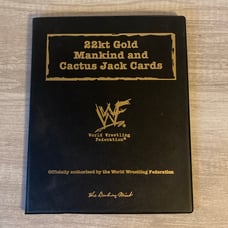 22kt Gold
Mankind and
Cactus Jack Cards
WF
World Wrestling
Federation®
Officially authorized by the World Wrestling Federation
The Danbury Mint